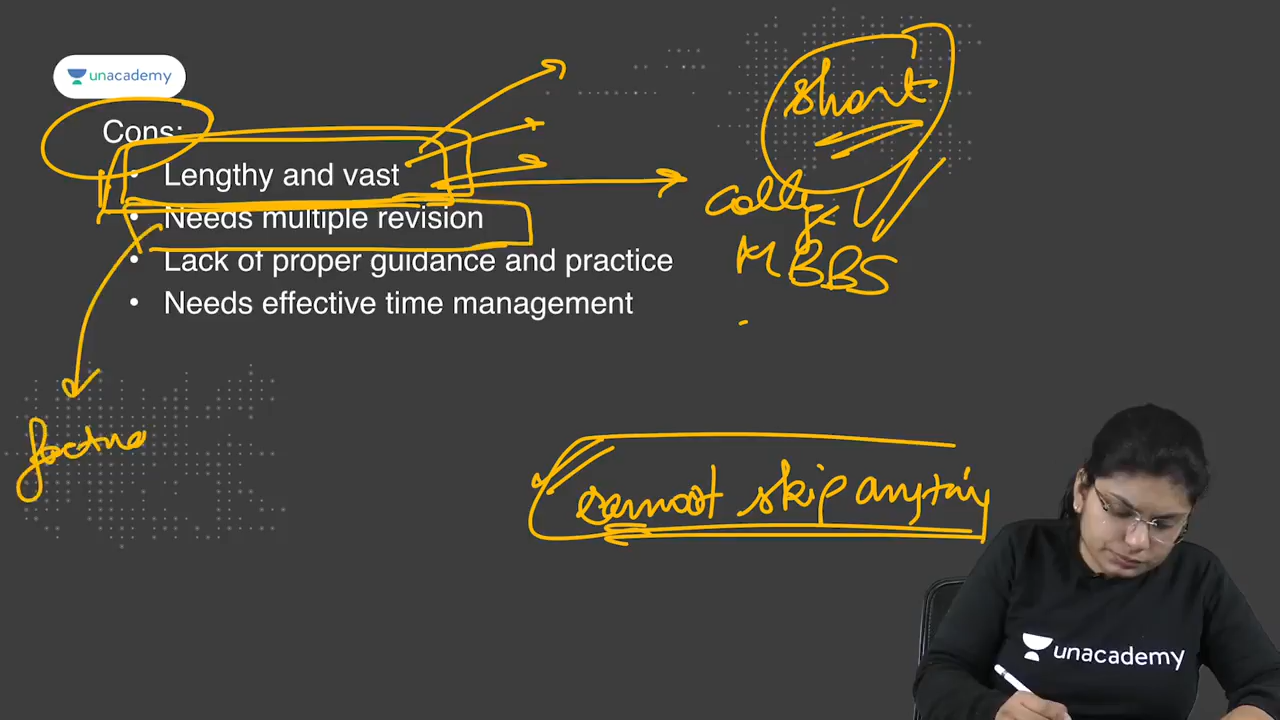 unacademy
Cons:
• Lengthy and vast
• Needs multiple revision
• Lack of proper guidance and practice
• Needs effective time management
short
MBBS
cannot skip anything
unacademy